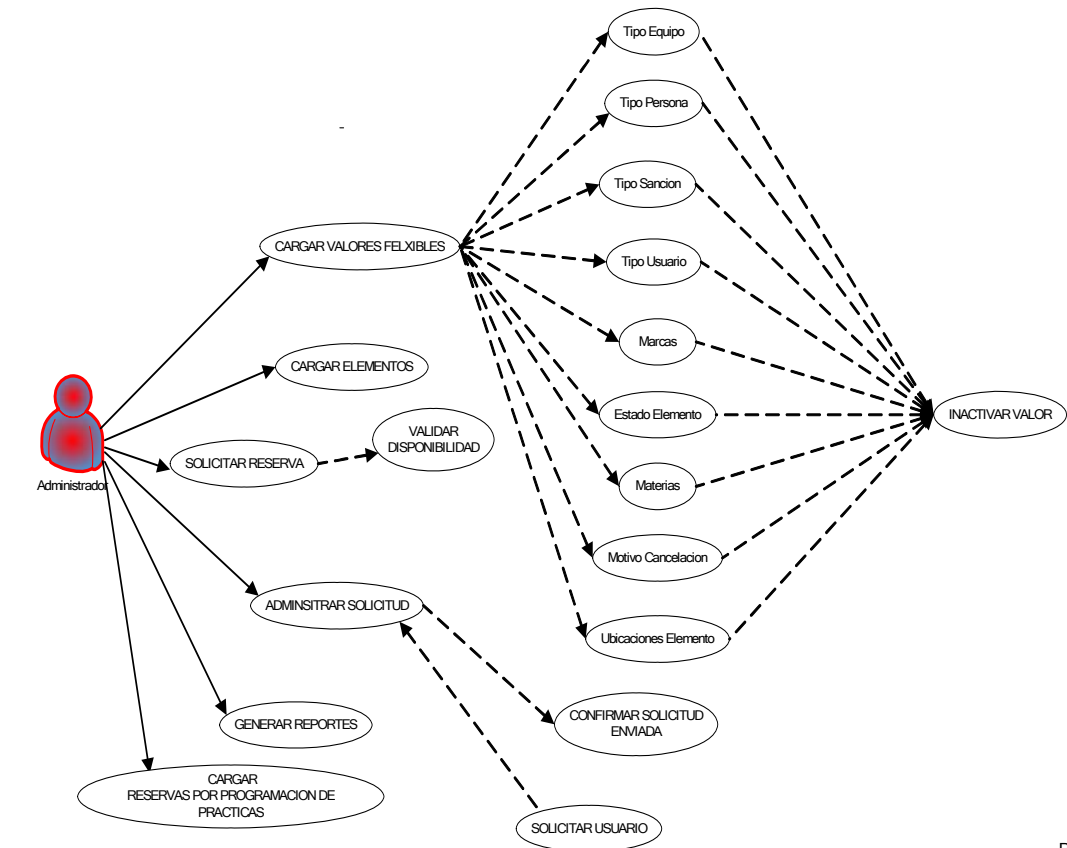 Tipo Equipo
Tipo Persona
-
Tipo Sancion
CARGAR VALORES FELXIBLES
Tipo Usuario
Marcas
CARGAR ELEMENTOS
Estado Elemento
INACTIVAR VALOR
VALIDAR
DISPONIBILIDAD
SOLICITAR RESERVA
Administrador
Materias
Motivo Cancelacion
ADMINSITRAR SOLICITUD
Ubicaciones Elemento
GENERAR REPORTES
CONFIRMAR SOLICITUD
ENVIADA
CARGAR
RESERVAS POR PROGRAMACION DE
PRACTICAS
SOLICITAR USUARIO